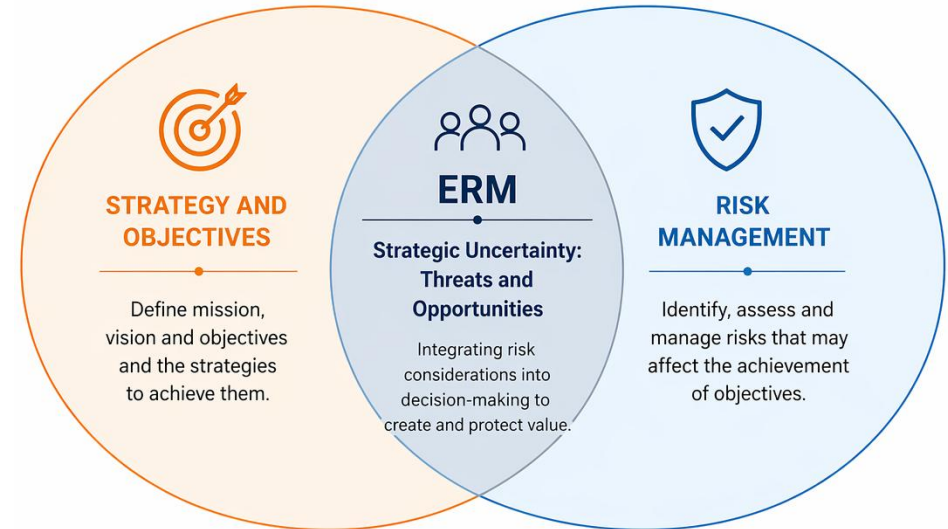 STRATEGY AND
OBJECTIVES
Define mission,
vision and objectives
and the strategies
to achieve them.
ERM
Strategic Uncertainty:
Threats and
Opportunities
Integrating risk
considerations into
decision-making to
create and protect value.
RISK
MANAGEMENT
Identify, assess and
manage risks that may
affect the achievement
of objectives.